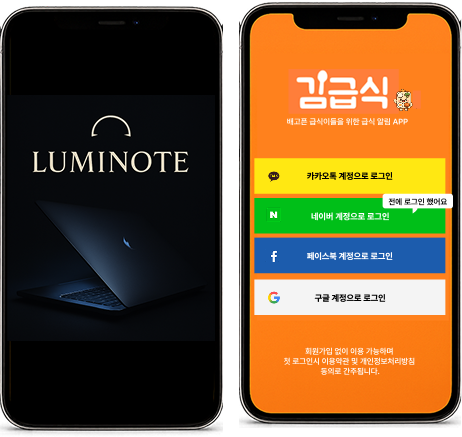 LUMINOTE
김급식
배고픈 급식이들을 위한 급식 알림 APP
카카오톡 계정으로 로그인
전에 로그인 했어요
N
네이버 계정으로 로그인
f
페이스북 계정으로 로그인
G
구글 계정으로 로그인
회원가입 없이 이용 가능하며
첫 로그인시 이용약관 및 개인정보처리방침
동의로 간주됩니다.